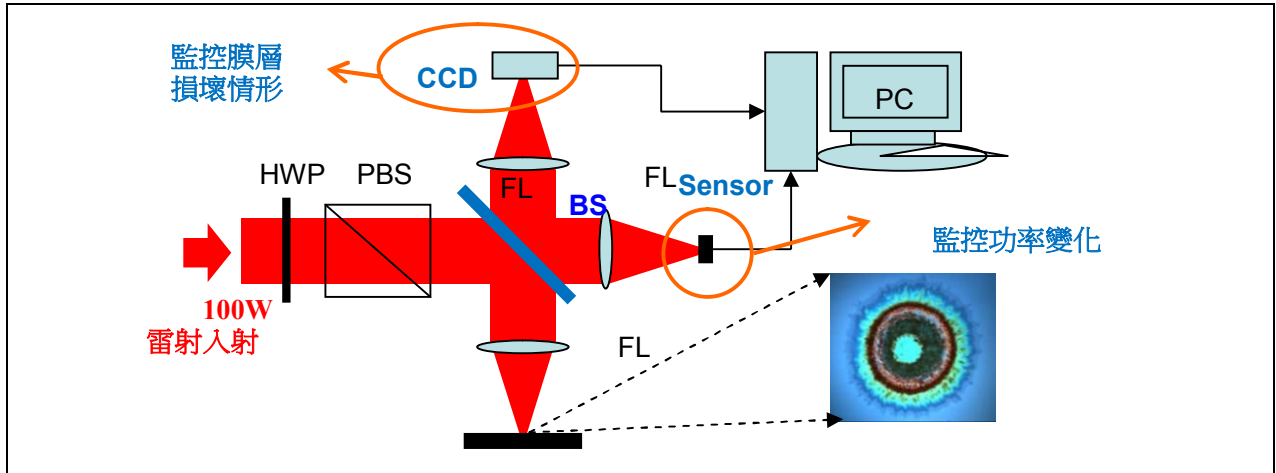 監控膜層
損壞情形
CCD
PC
HWP
PBS
FL
BS
FL
Sensor
監控功率變化
100W
雷射入射
FL